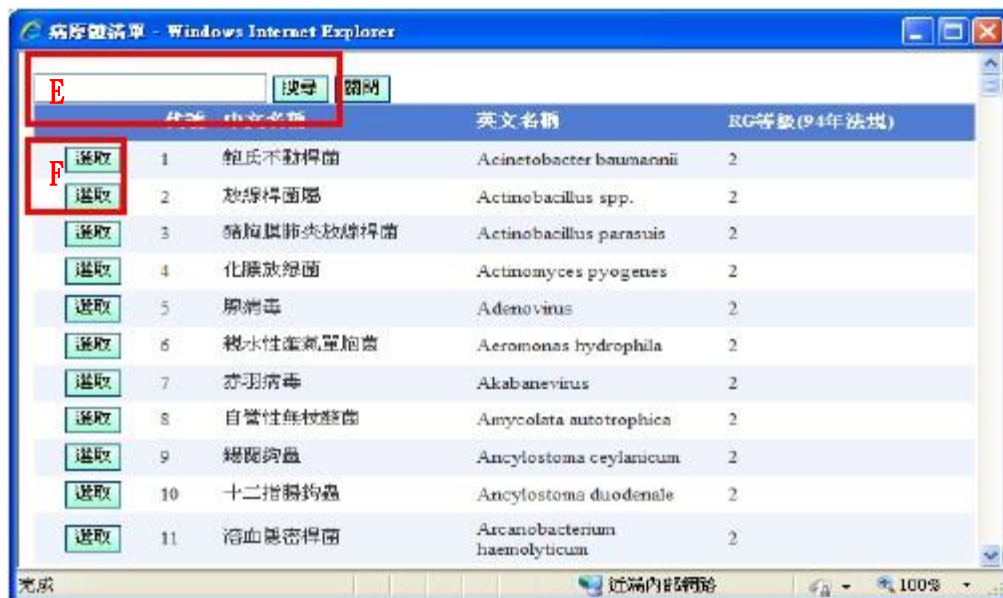 病原體清單 - Windows Internet Explorer
E 搜尋 關閉
代號 中文名稱 英文名稱 RG等級(94年法規)
F 選取 1 鮑氏不動桿菌 Acinetobacter baumannii 2
選取 2 放線桿菌屬 Actinobacillus spp. 2
選取 3 豬胸膜肺炎放線桿菌 Actinobacillus parasuis 2
選取 4 化膿放線菌 Actinomyces pyogenes 2
選取 5 腺病毒 Adenovirus 2
選取 6 親水性產氣單胞菌 Aeromonas hydrophila 2
選取 7 赤羽病毒 Akabanevirus 2
選取 8 自營性無枝酸菌 Amycolata autotrophica 2
選取 9 錫蘭鉤蟲 Ancylostoma ceylanicum 2
選取 10 十二指腸鉤蟲 Ancylostoma duodenale 2
選取 11 溶血隱密桿菌 Arcanobacterium
haemolyticum 2
完成 近端內部網路 100%